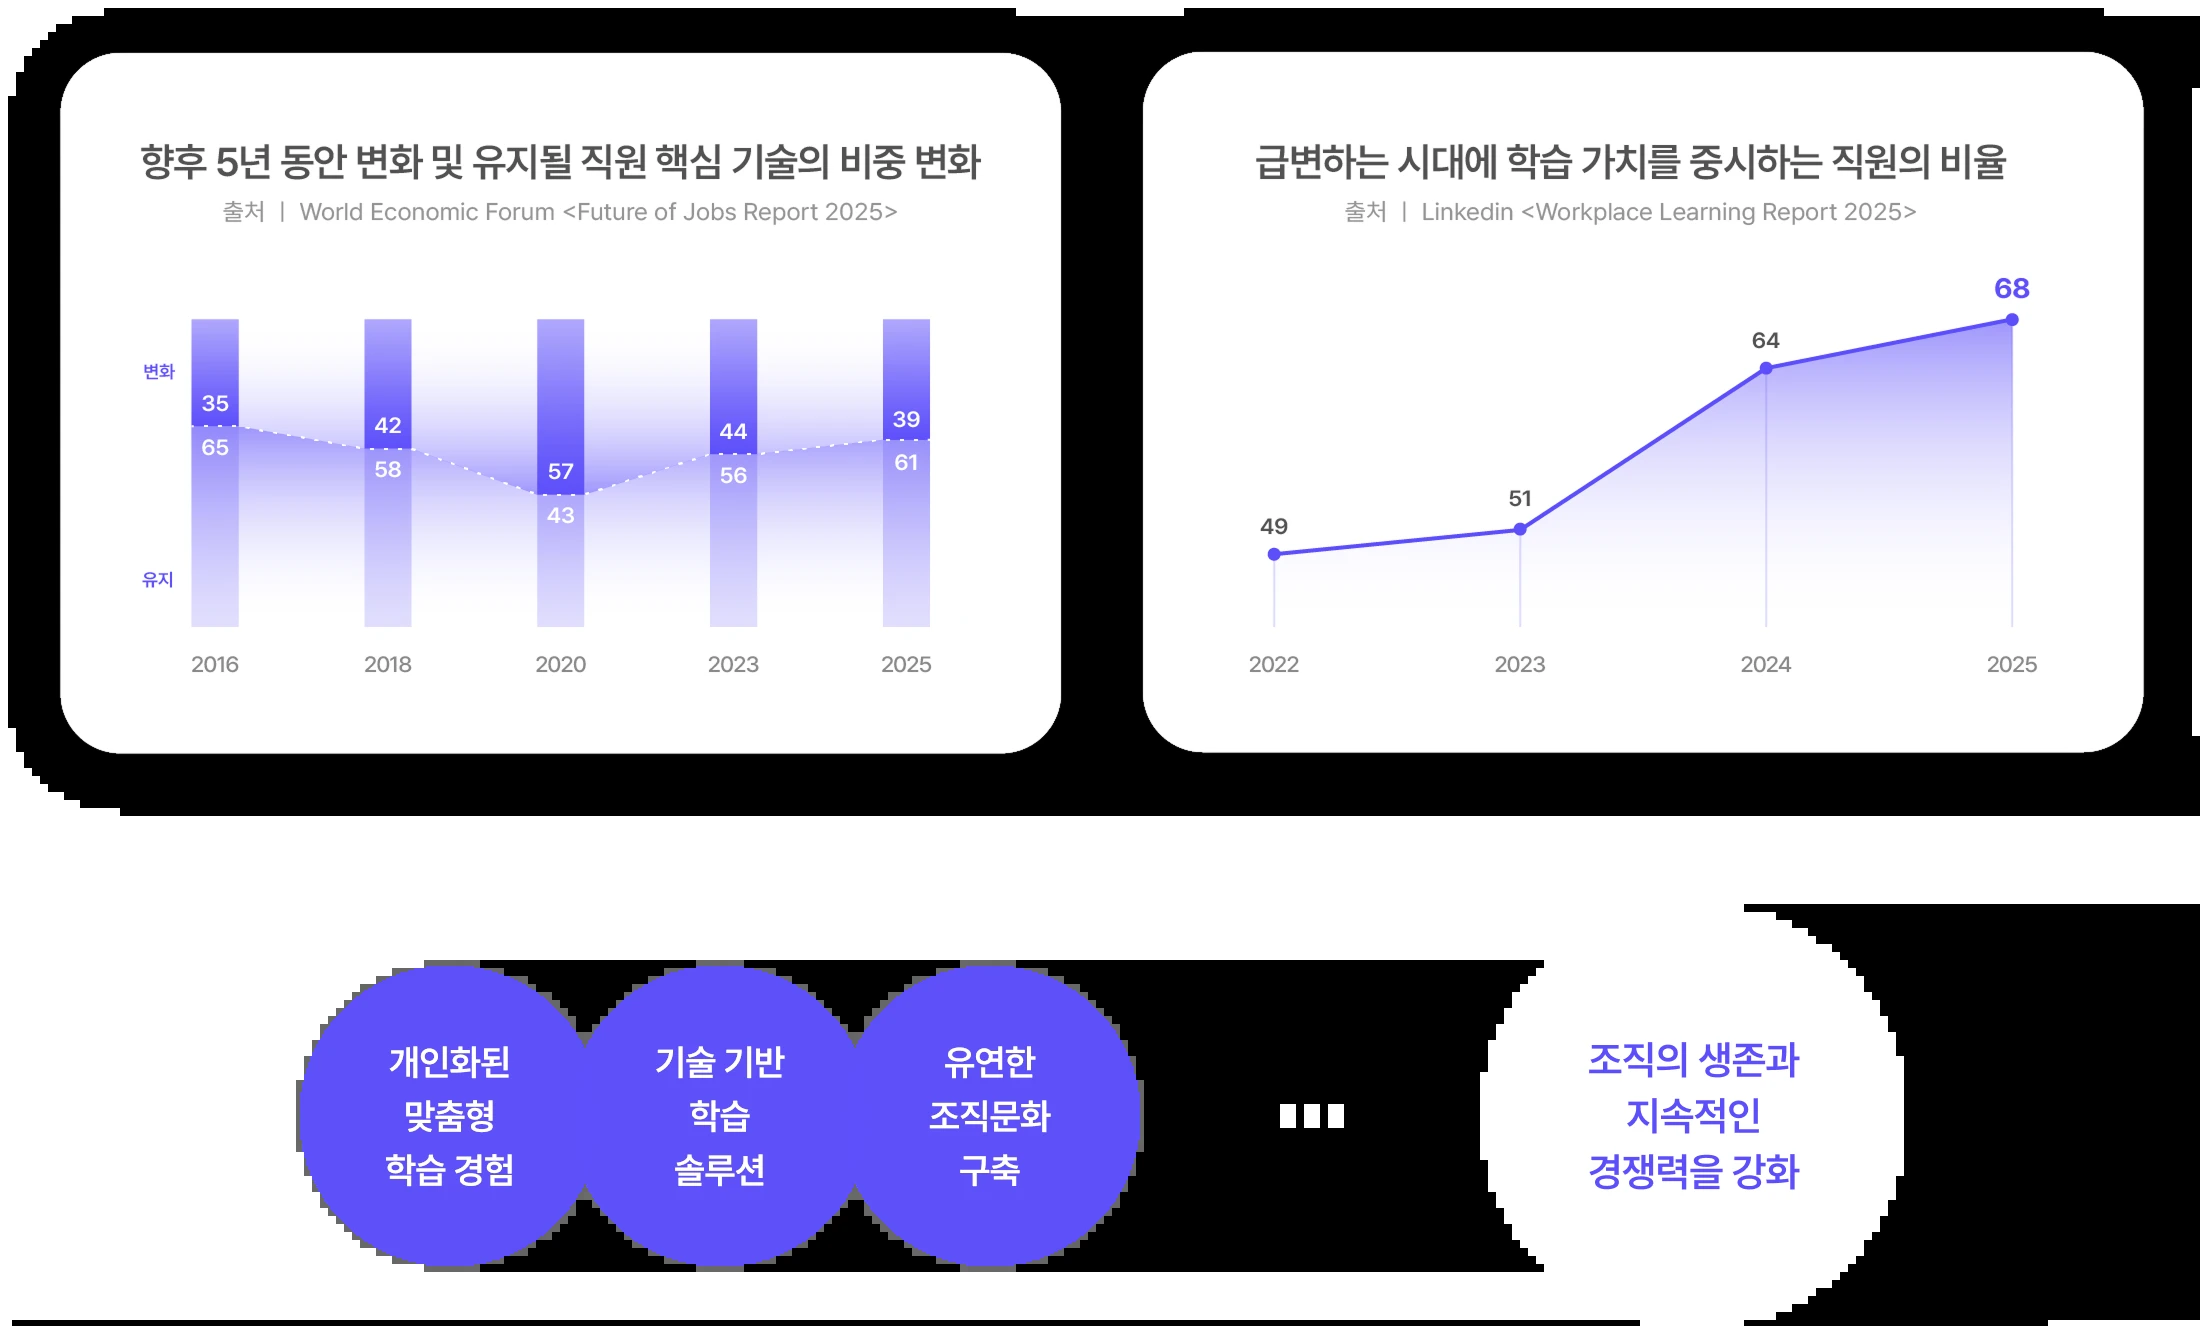 향후 5년 동안 변화 및 유지될 직원 핵심 기술의 비중 변화
출처 | World Economic Forum <Future of Jobs Report 2025>
변화
유지
35
65
42
58
57
43
44
56
39
61
2016
2018
2020
2023
2025
급변하는 시대에 학습 가치를 중시하는 직원의 비율
출처 | Linkedin <Workplace Learning Report 2025>
49
51
64
68
2022
2023
2024
2025
개인화된
맞춤형
학습 경험
기술 기반
학습
솔루션
유연한
조직문화
구축
조직의 생존과
지속적인
경쟁력을 강화